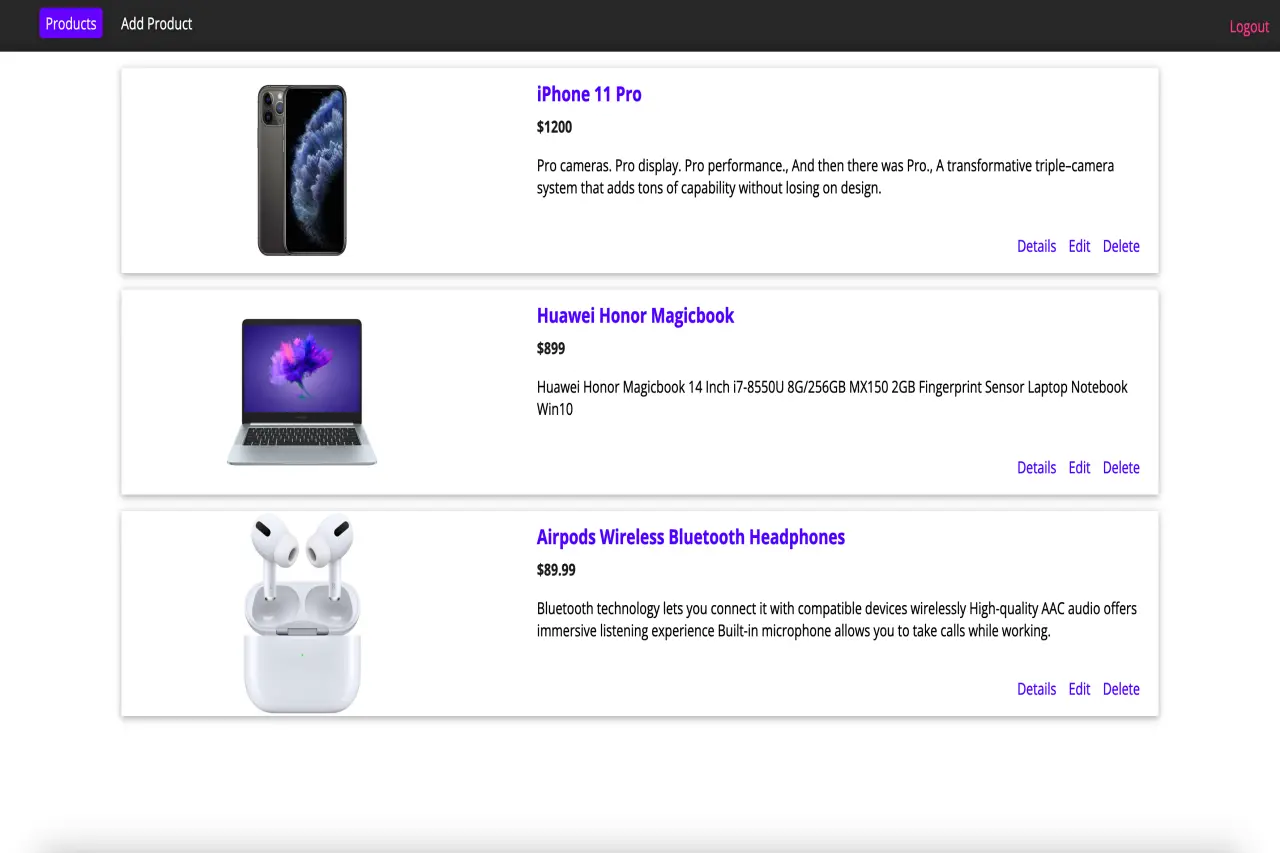 Products Add Product Logout
iPhone 11 Pro
$1200
Pro cameras. Pro display. Pro performance., And then there was Pro., A transformative triple–camera
system that adds tons of capability without losing on design.
Details Edit Delete
Huawei Honor Magicbook
$899
Huawei Honor Magicbook 14 Inch i7-8550U 8G/256GB MX150 2GB Fingerprint Sensor Laptop Notebook
Win10
Details Edit Delete
Airpods Wireless Bluetooth Headphones
$89.99
Bluetooth technology lets you connect it with compatible devices wirelessly High-quality AAC audio offers
immersive listening experience Built-in microphone allows you to take calls while working.
Details Edit Delete